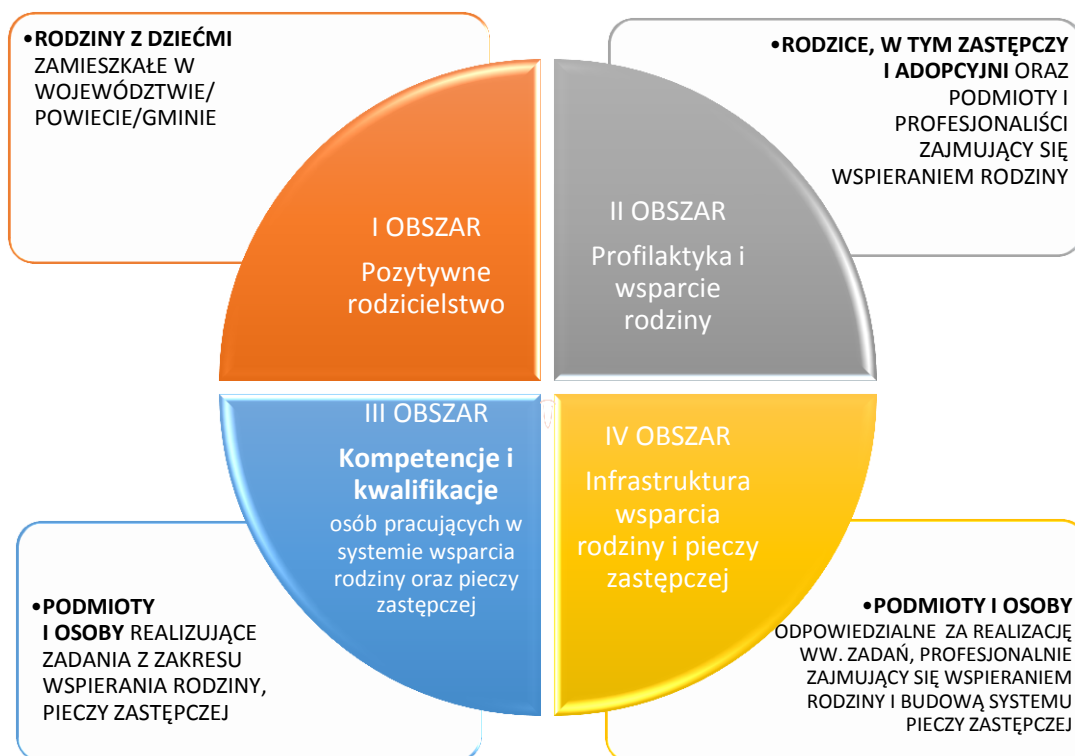 •RODZINY Z DZIEĆMI
ZAMIESZKAŁE W
WOJEWÓDZTWIE/
POWIECIE/GMINIE
•RODZICE, W TYM ZASTĘPCZY
I ADOPCYJNI ORAZ
PODMIOTY I
PROFESJONALIŚCI
ZAJMUJĄCY SIĘ
WSPIERANIEM RODZINY
I OBSZAR
Pozytywne
rodzicielstwo
II OBSZAR
Profilaktyka i
wsparcie
rodziny
III OBSZAR
Kompetencje i
kwalifikacje
osób pracujących w
systemie wsparcia
rodziny oraz pieczy
zastępczej
IV OBSZAR
Infrastruktura
wsparcia
rodziny i pieczy
zastępczej
•PODMIOTY
I OSOBY REALIZUJĄCE
ZADANIA Z ZAKRESU
WSPIERANIA RODZINY,
PIECZY ZASTĘPCZEJ
•PODMIOTY I OSOBY
ODPOWIEDZIALNE ZA REALIZACJĘ
WW. ZADAŃ, PROFESJONALNIE
ZAJMUJĄCY SIĘ WSPIERANIEM
RODZINY I BUDOWĄ SYSTEMU
PIECZY ZASTĘPCZEJ